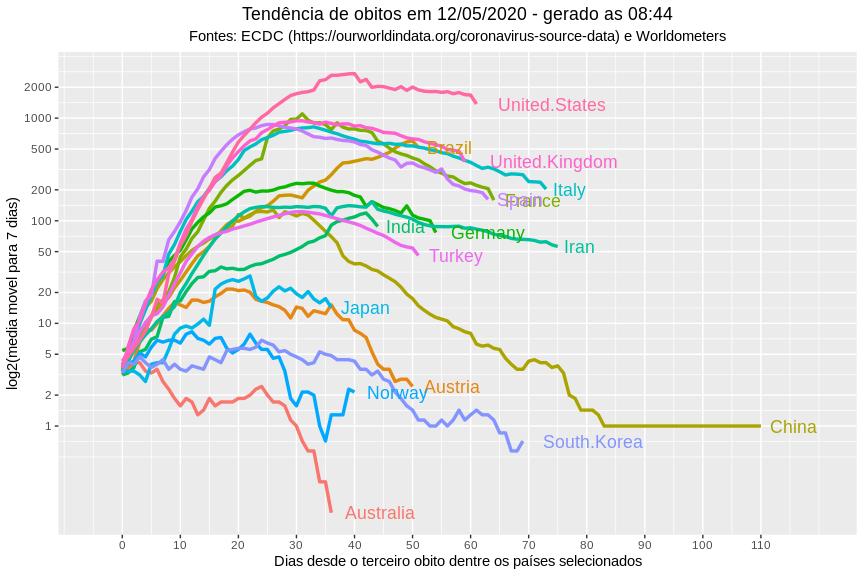 Tendência de obitos em 12/05/2020 - gerado as 08:44
Fontes: ECDC (https://ourworldindata.org/coronavirus-source-data) e Worldometers
log2(media movel para 7 dias)
2000
1000
500
200
100
50
20
10
5
2
1
United.States
Brazil
United.Kingdom
Italy
Spain
France
India
Germany
Iran
Turkey
Japan
Austria
Norway
China
South.Korea
Australia
0 10 20 30 40 50 60 70 80 90 100 110
Dias desde o terceiro obito dentre os países selecionados